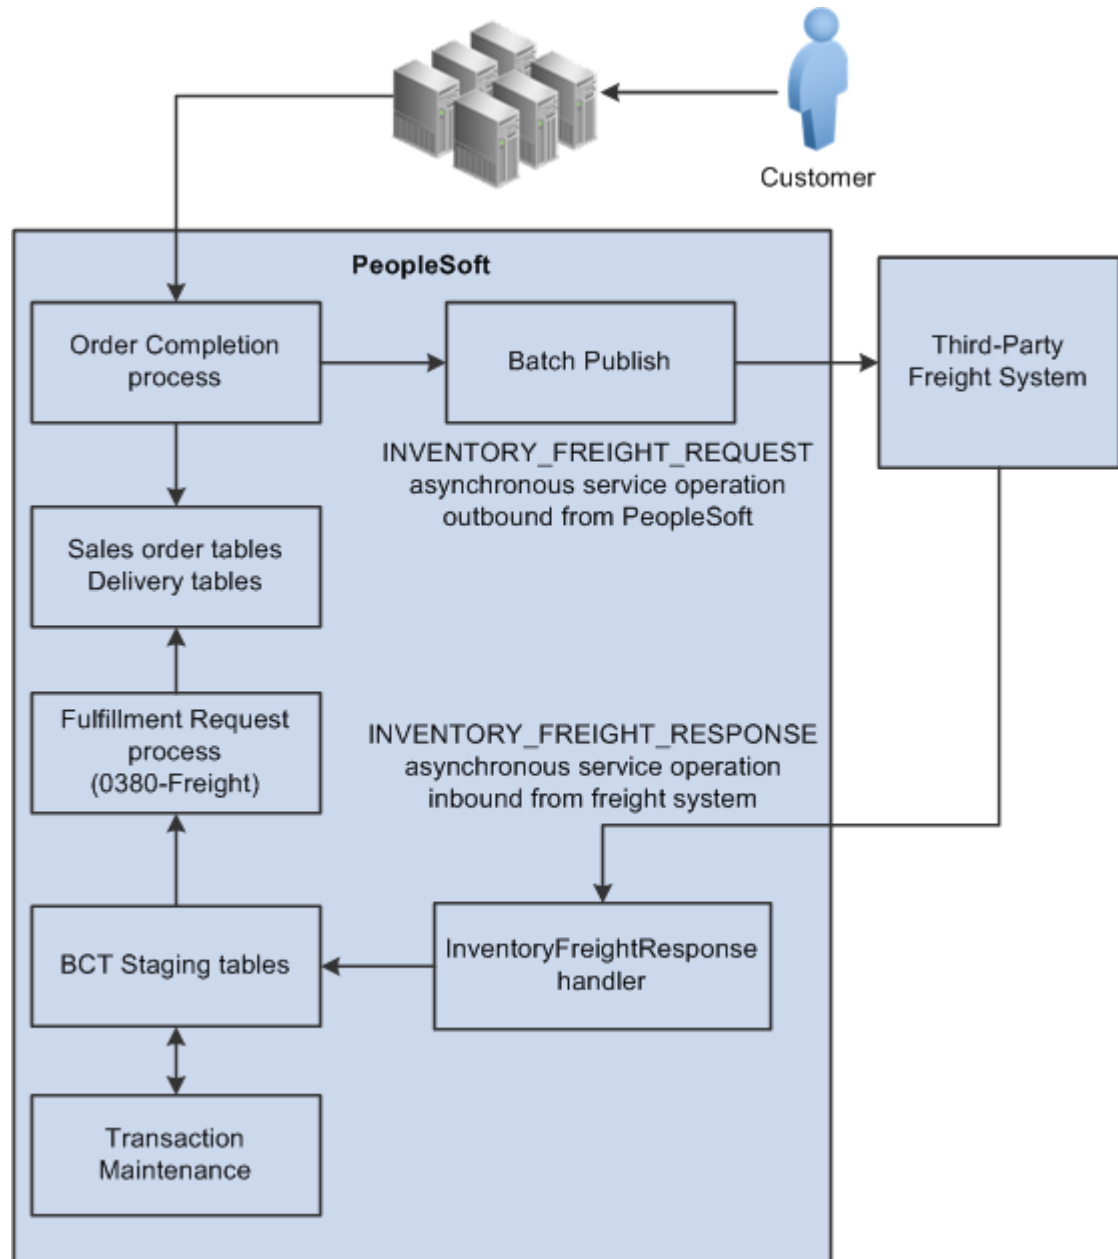 Customer
PeopleSoft
Order Completion
process
Batch Publish
Third-Party
Freight System
INVENTORY_FREIGHT_REQUEST
asynchronous service operation
outbound from PeopleSoft
Sales order tables
Delivery tables
Fulfillment Request
process
(0380-Freight)
INVENTORY_FREIGHT_RESPONSE
asynchronous service operation
inbound from freight system
BCT Staging tables
InventoryFreightResponse
handler
Transaction
Maintenance